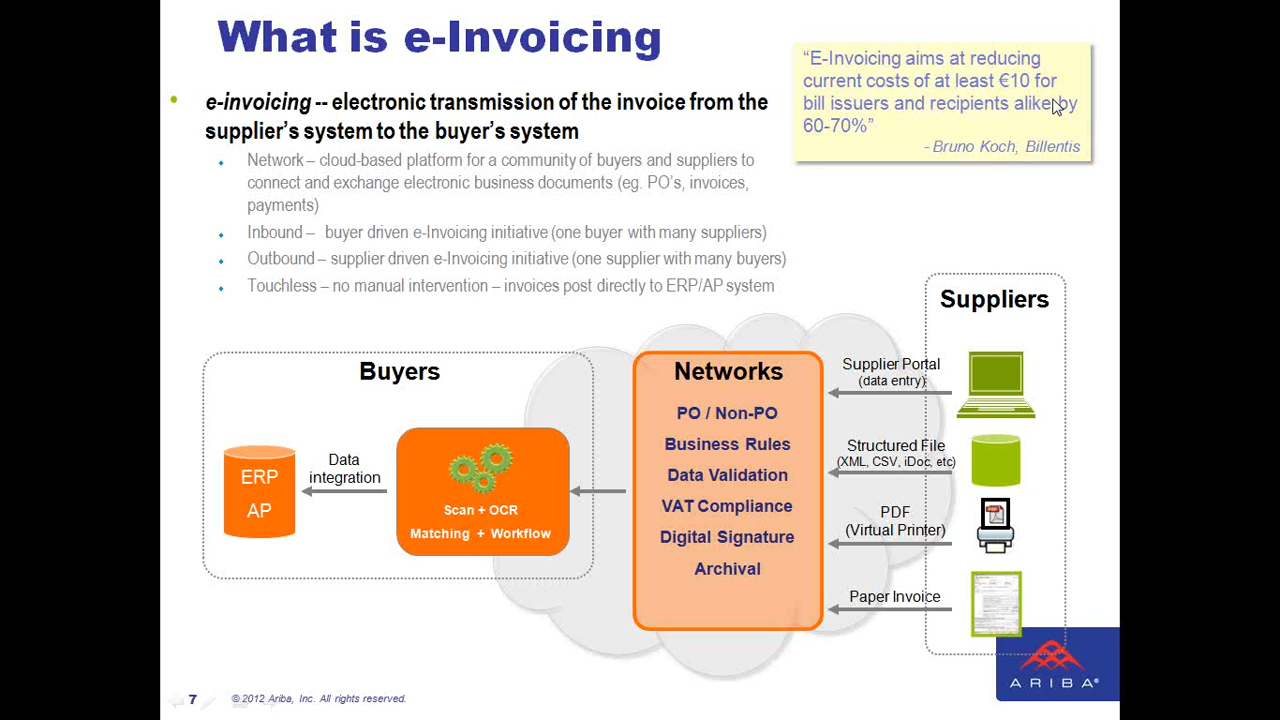 What is e-Invoicing
“E-Invoicing aims at reducing
current costs of at least €10 for
bill issuers and recipients alike by
60-70%”
- Bruno Koch, Billentis
e-invoicing -- electronic transmission of the invoice from the
supplier’s system to the buyer’s system
Network – cloud-based platform for a community of buyers and suppliers to
connect and exchange electronic business documents (eg. PO’s, invoices,
payments)
Inbound – buyer driven e-Invoicing initiative (one buyer with many suppliers)
Outbound – supplier driven e-Invoicing initiative (one supplier with many buyers)
Touchless – no manual intervention – invoices post directly to ERP/AP system
Buyers
ERP
AP
Data
integration
Scan + OCR
Matching + Workflow
Networks
PO / Non-PO
Business Rules
Data Validation
VAT Compliance
Digital Signature
Archival
Suppliers
Supplier Portal
(data entry)
Structured File
(XML, CSV, iDoc, etc)
PDF
(Virtual Printer)
Paper Invoice
ARIBA®
7
© 2012 Ariba, Inc. All rights reserved.